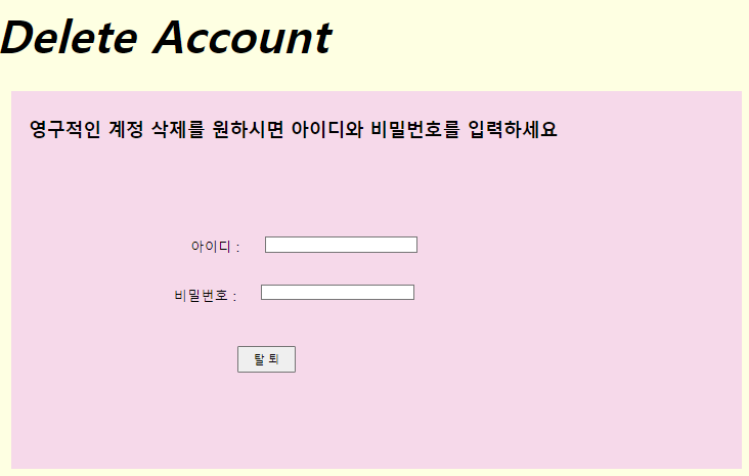 Delete Account
영구적인 계정 삭제를 원하시면 아이디와 비밀번호를 입력하세요
아이디 :
비밀번호 :
탈 퇴